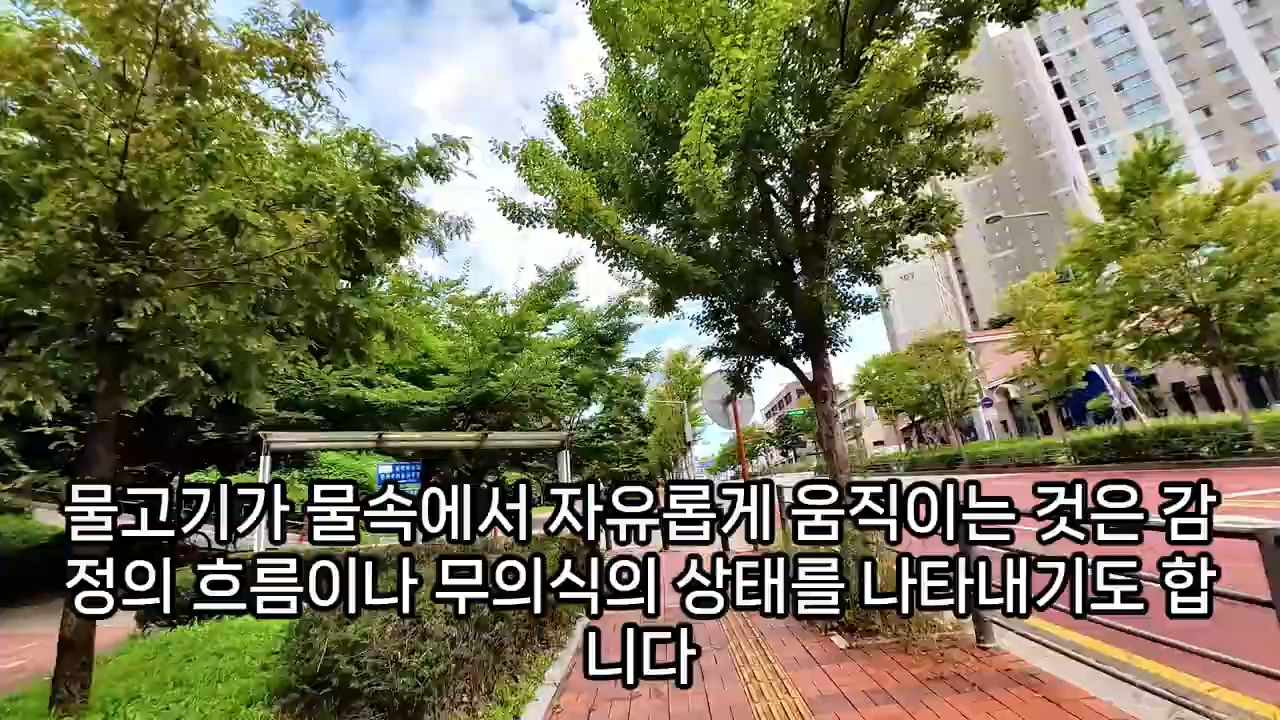 107
물고기가 물속에서 자유롭게 움직이는 것은 감
정의 흐름이나 무의식의 상태를 나타내기도 합
니다